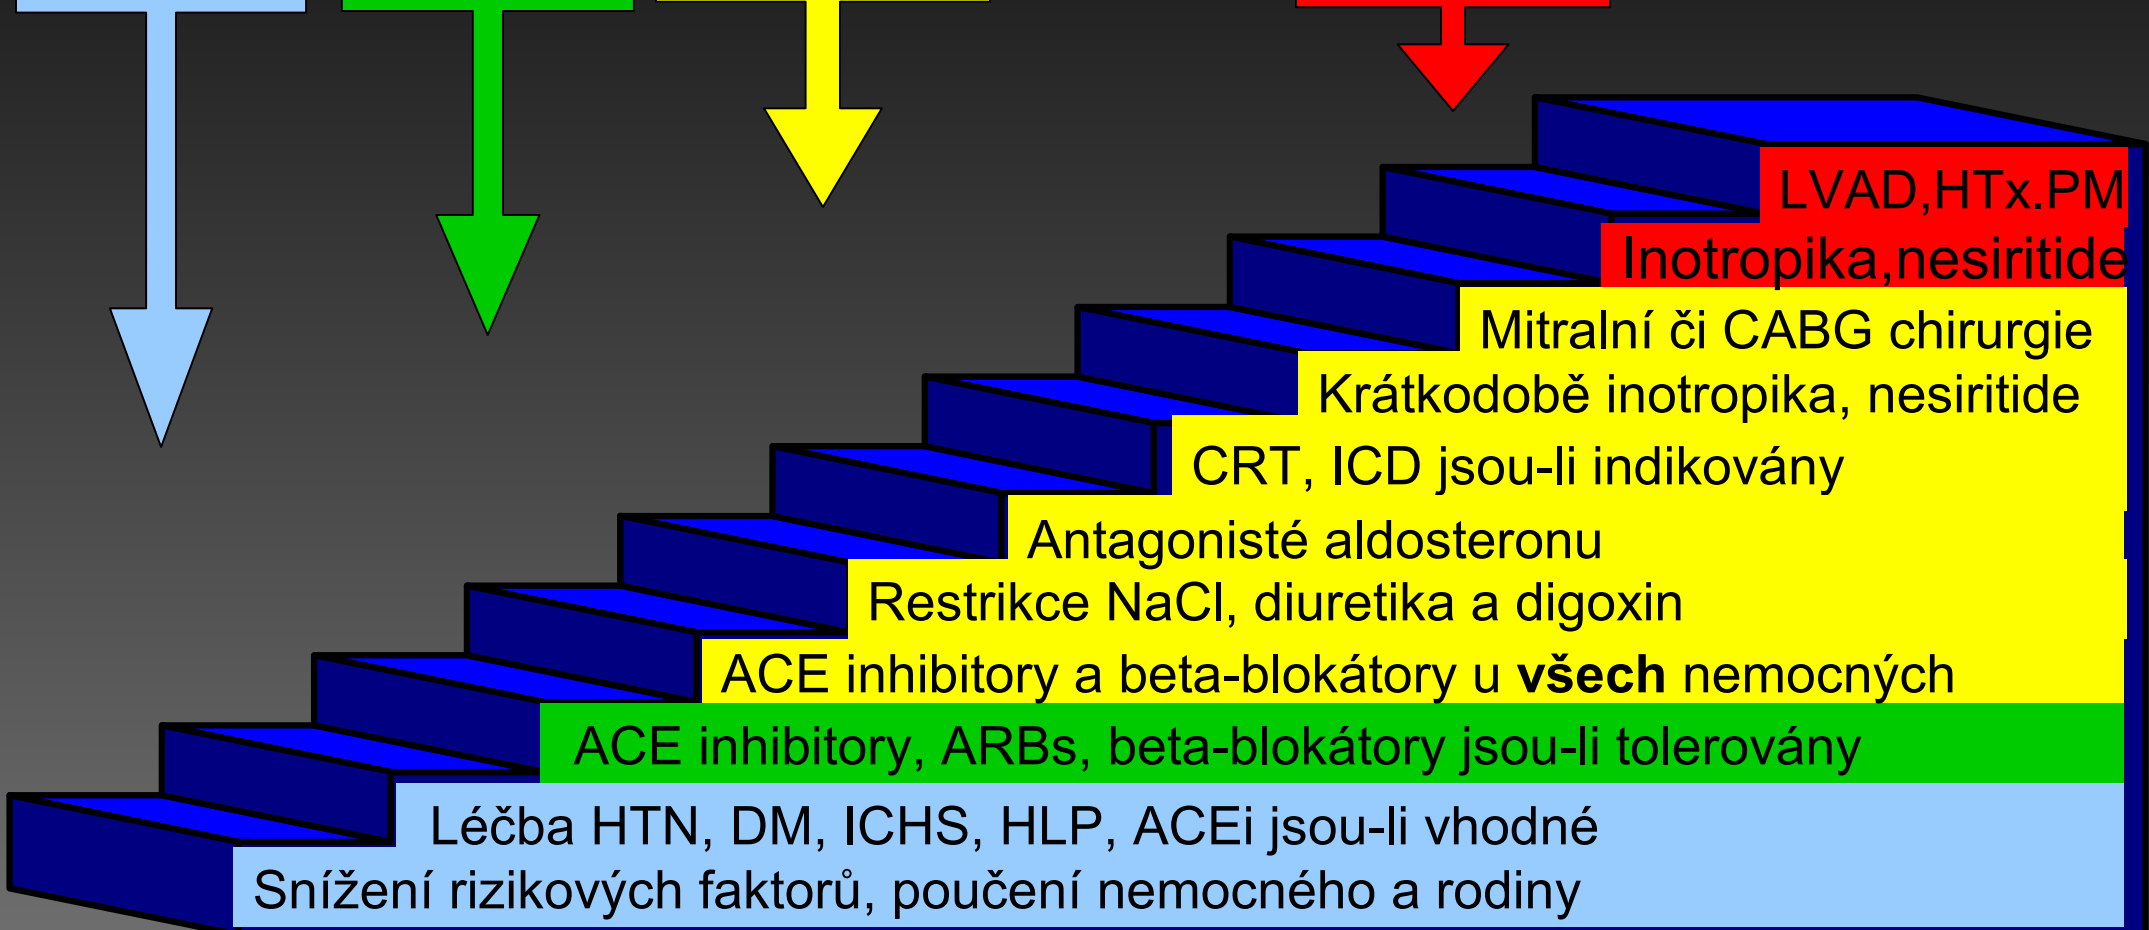 LVAD,HTx.PM
Inotropika,nesiritide
Mitralní či CABG chirurgie
Krátkodobě inotropika, nesiritide
CRT, ICD jsou-li indikovány
Antagonisté aldosteronu
Restrikce NaCl, diuretika a digoxin
ACE inhibitory a beta-blokátory u všech nemocných
ACE inhibitory, ARBs, beta-blokátory jsou-li tolerovány
Léčba HTN, DM, ICHS, HLP, ACEi jsou-li vhodné
Snížení rizikových faktorů, poučení nemocného a rodiny